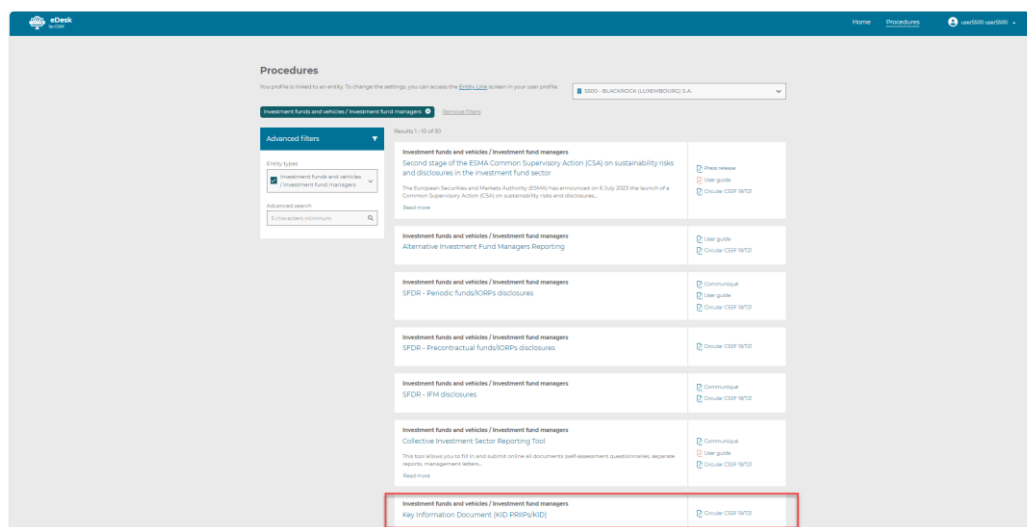 eDesk
by CSSF
Home Procedures user5500 user5500
Procedures
You profile is linked to an entity. To change the settings, you can access the Entity Link screen in your user profile.
5500 - BLACKROCK (LUXEMBOURG) S.A.
Investment funds and vehicles / Investment fund managers
Remove filters
Advanced filters
Entity types
Investment funds and vehicles
/ Investment fund managers
Advanced search
3 characters minimum
Results 1 - 10 of 30
Investment funds and vehicles / Investment fund managers
Second stage of the ESMA Common Supervisory Action (CSA) on sustainability risks
and disclosures in the investment fund sector
The European Securities and Markets Authority (ESMA) has announced on 6 July 2023 the launch of a
Common Supervisory Action (CSA) on sustainability risks and disclosures...
Read more
Press release
User guide
Circular CSSF 19/721
Investment funds and vehicles / Investment fund managers
Alternative Investment Fund Managers Reporting
User guide
Circular CSSF 19/721
Investment funds and vehicles / Investment fund managers
SFDR - Periodic funds/IORPs disclosures
Communiqué
User guide
Circular CSSF 19/721
Investment funds and vehicles / Investment fund managers
SFDR - Precontractual funds/IORPs disclosures
Circular CSSF 19/721
Investment funds and vehicles / Investment fund managers
SFDR - IFM disclosures
Communiqué
Circular CSSF 19/721
Investment funds and vehicles / Investment fund managers
Collective Investment Sector Reporting Tool
This tool allows you to fill in and submit online all documents (self-assessment questionnaires, separate
reports, management letters...
Read more
Communiqué
User guide
Circular CSSF 19/721
Investment funds and vehicles / Investment fund managers
Key Information Document (KID PRIIPs/KID)
Circular CSSF 19/721